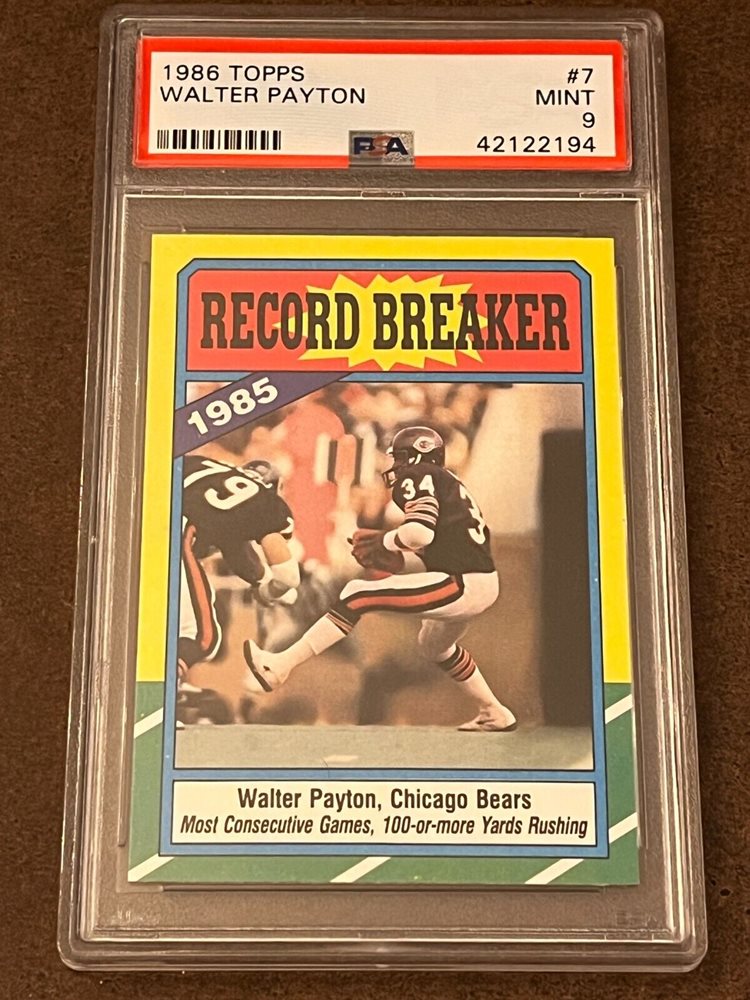 1986 TOPPS #7
WALTER PAYTON MINT
9
PSA 42122194
RECORD BREAKER
1985
79
34
34
C
Walter Payton, Chicago Bears
Most Consecutive Games, 100-or-more Yards Rushing